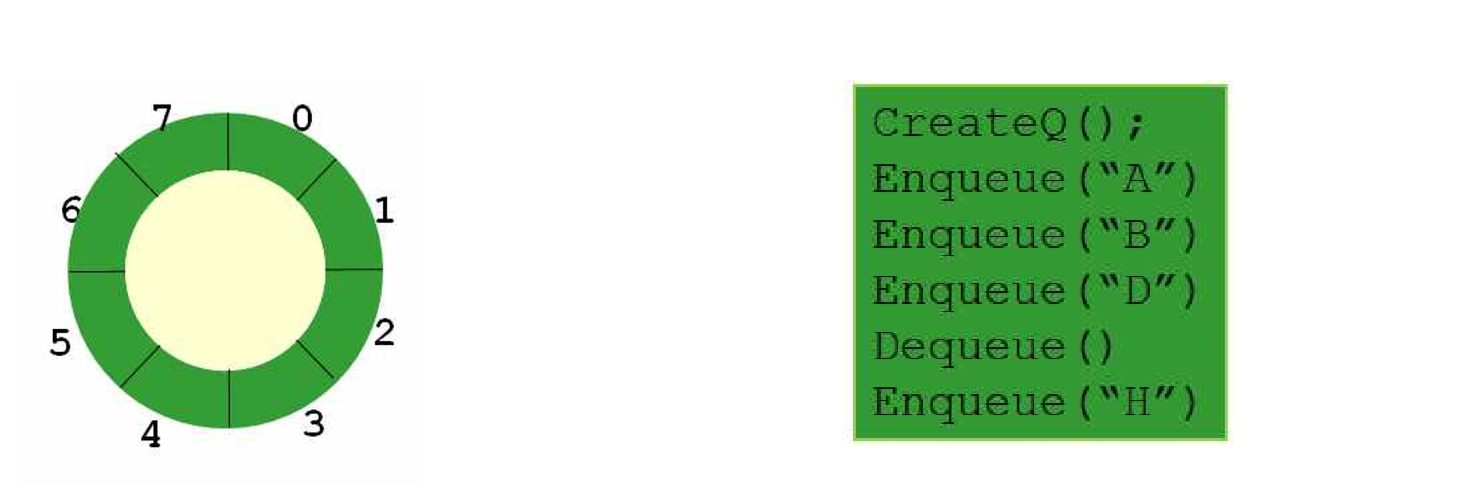 7 0
6 1
5 2
4 3
CreateQ();
Enqueue(“A”)
Enqueue(“B”)
Enqueue(“D”)
Dequeue()
Enqueue(“H”)